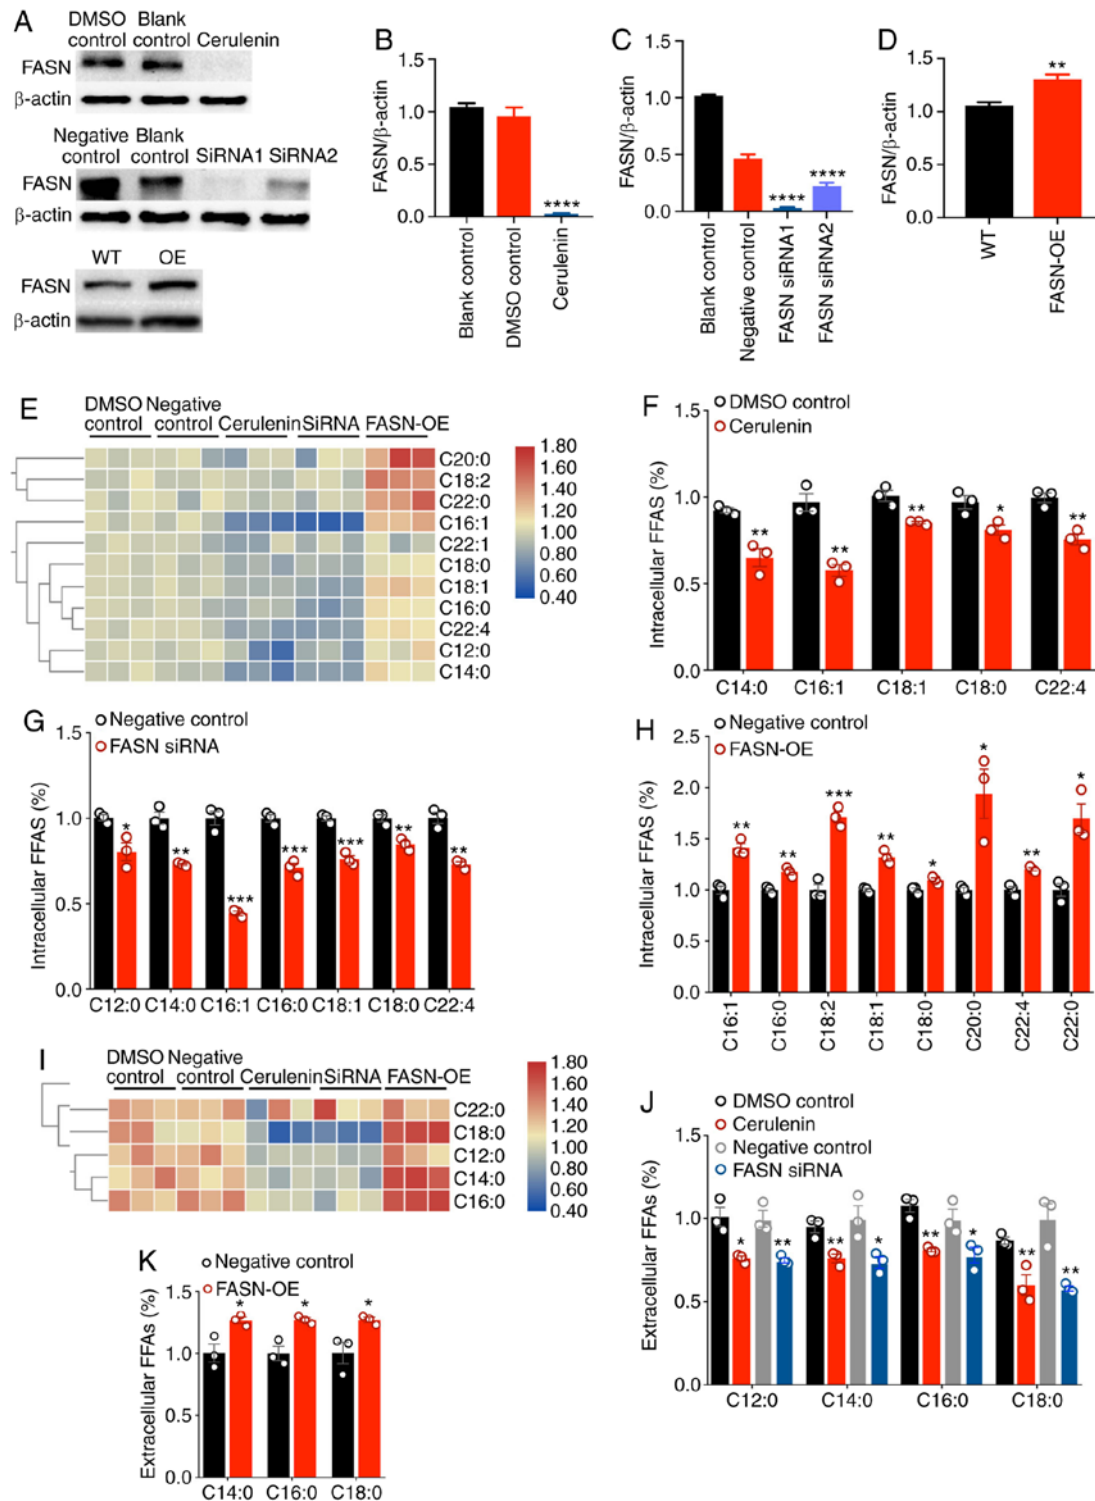 A
DMSO control
Blank control
Cerulenin
FASN
β-actin
Negative control
Blank control
SiRNA1
SiRNA2
FASN
β-actin
WT
OE
FASN
β-actin
B
FASN/β-actin
1.5
1.0
0.5
0.0
****
Blank control
DMSO control
Cerulenin
C
FASN/β-actin
1.5
1.0
0.5
0
****
****
Blank control
Negative control
FASN siRNA1
FASN siRNA2
D
FASN/β-actin
1.5
1.0
0.5
0.0
**
WT
FASN-OE
E
DMSO control
Negative control
Cerulenin
SiRNA
FASN-OE
C20:0
C18:2
C22:0
C16:1
C22:1
C18:0
C18:1
C16:0
C22:4
C12:0
C14:0
1.80
1.60
1.40
1.20
1.00
0.80
0.60
0.40
F
DMSO control
Cerulenin
Intracellular FFAS (%)
1.5
1.0
0.5
0.0
**
**
**
*
**
C14:0
C16:1
C18:1
C18:0
C22:4
G
Negative control
FASN siRNA
Intracellular FFAS (%)
1.5
1.0
0.5
0.0
*
**
***
***
***
**
**
C12:0
C14:0
C16:1
C16:0
C18:1
C18:0
C22:4
H
Negative control
FASN-OE
Intracellular FFAS (%)
2.5
2.0
1.5
1.0
0.5
0.0
**
**
***
**
*
*
**
*
C16:1
C16:0
C18:2
C18:1
C18:0
C20:0
C22:4
C22:0
I
DMSO control
Negative control
Cerulenin
SiRNA
FASN-OE
C22:0
C18:0
C12:0
C14:0
C16:0
1.80
1.60
1.40
1.20
1.00
0.80
0.60
0.40
J
DMSO control
Cerulenin
Negative control
FASN siRNA
Extracellular FFAs (%)
1.5
1.0
0.5
0.0
*
**
**
*
**
*
**
**
C12:0
C14:0
C16:0
C18:0
K
Negative control
FASN-OE
Extracellular FFAs (%)
1.5
1.0
0.5
0.0
*
*
*
C14:0
C16:0
C18:0